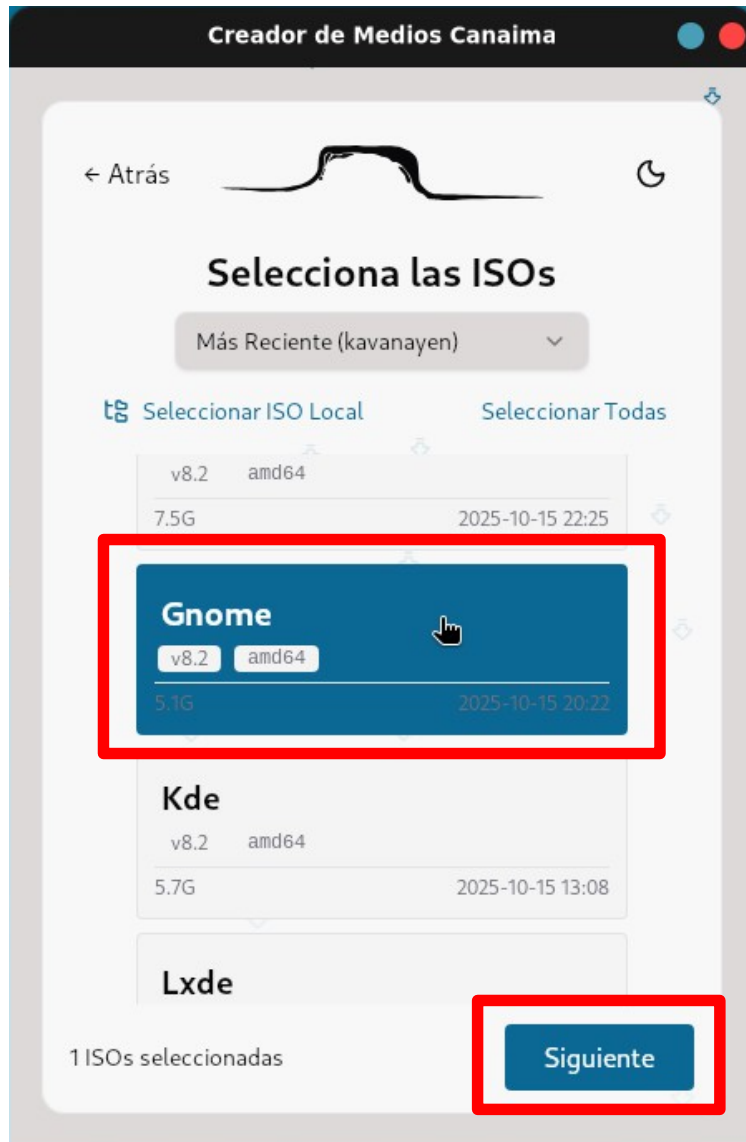 Creador de Medios Canaima
← Atrás
Selecciona las ISOs
Más Reciente (kavanayen)
Seleccionar ISO Local Seleccionar Todas
v8.2 amd64
7.5G 2025-10-15 22:25
Gnome
v8.2 amd64
5.1G 2025-10-15 20:22
Kde
v8.2 amd64
5.7G 2025-10-15 13:08
Lxde
1 ISOs seleccionadas Siguiente